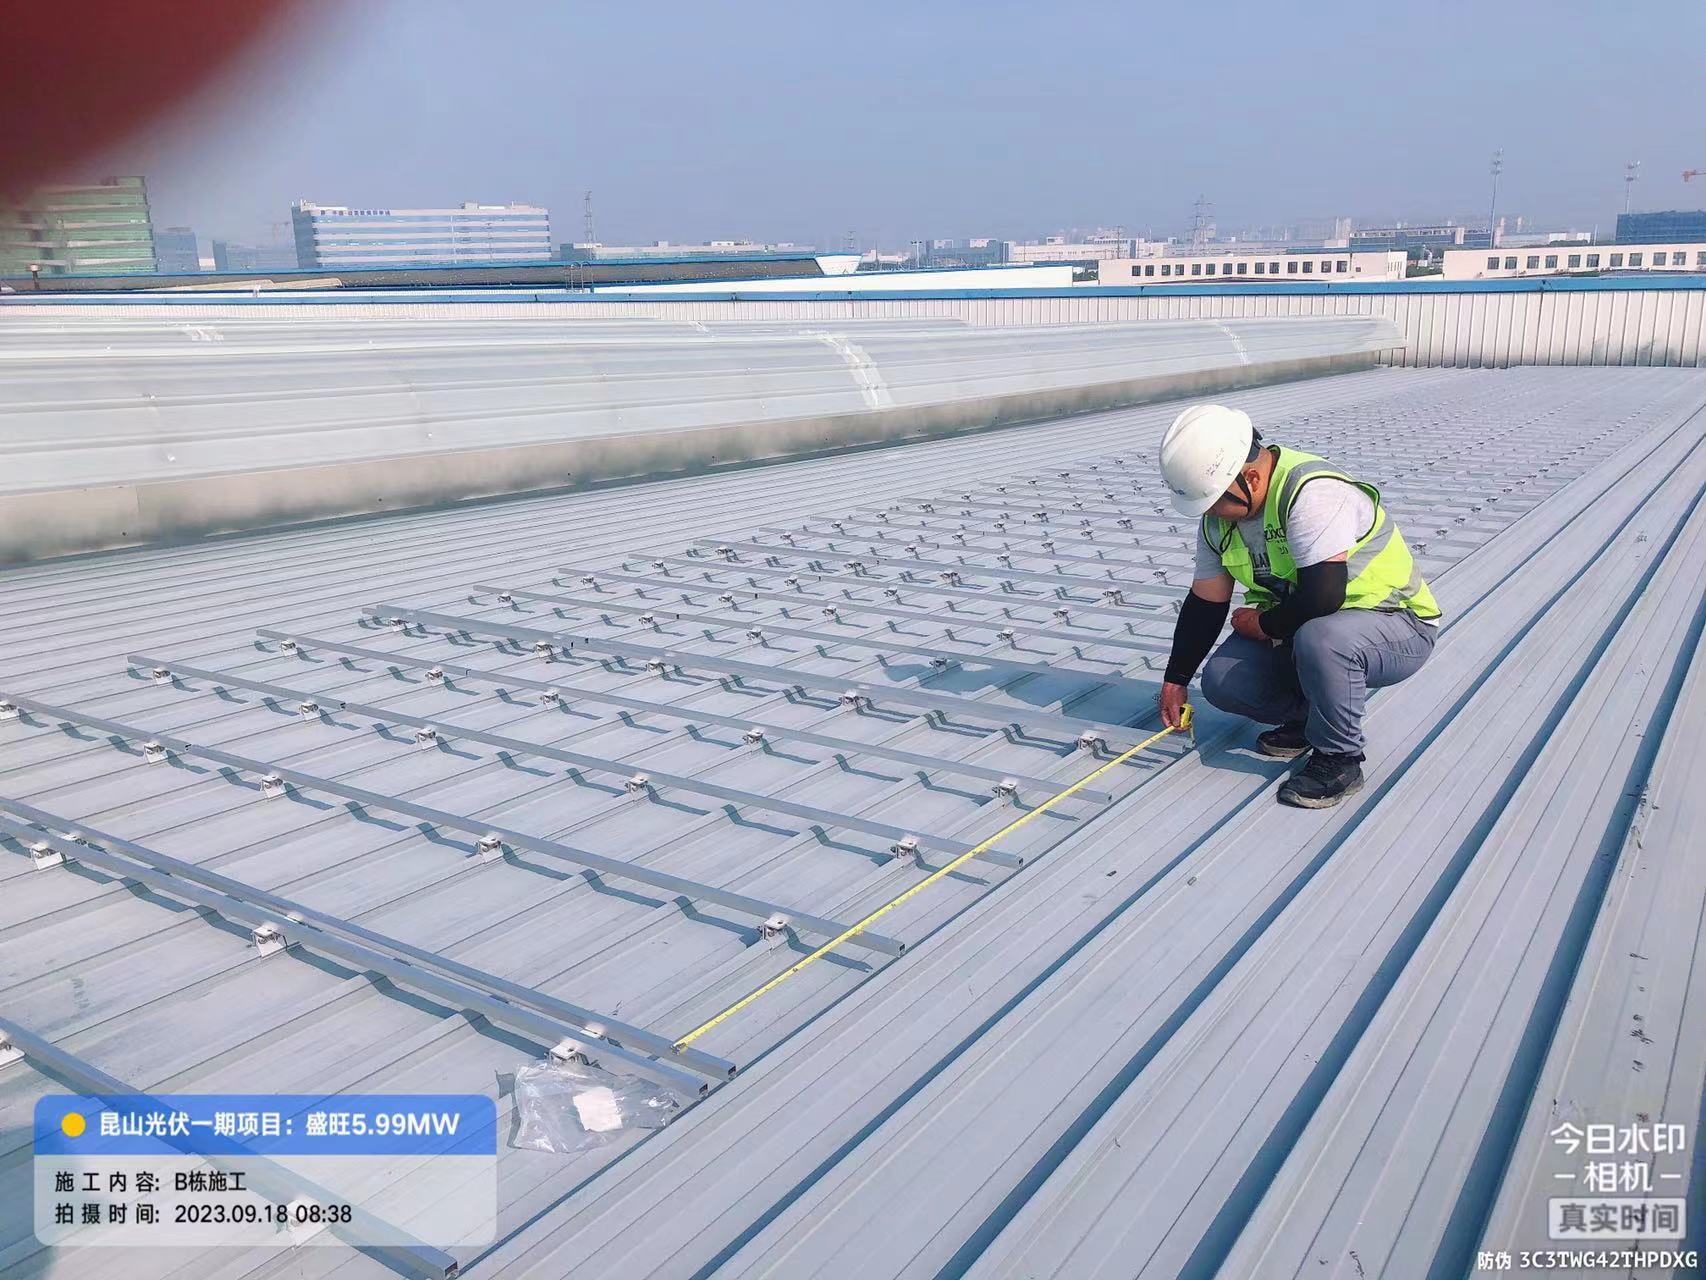 昆山光伏一期项目：盛旺5.99MW
施工内容：B栋施工
拍摄时间：2023.09.18 08:38
今日水印
相机
真实时间
防伪 3C3TWG42THPDXG